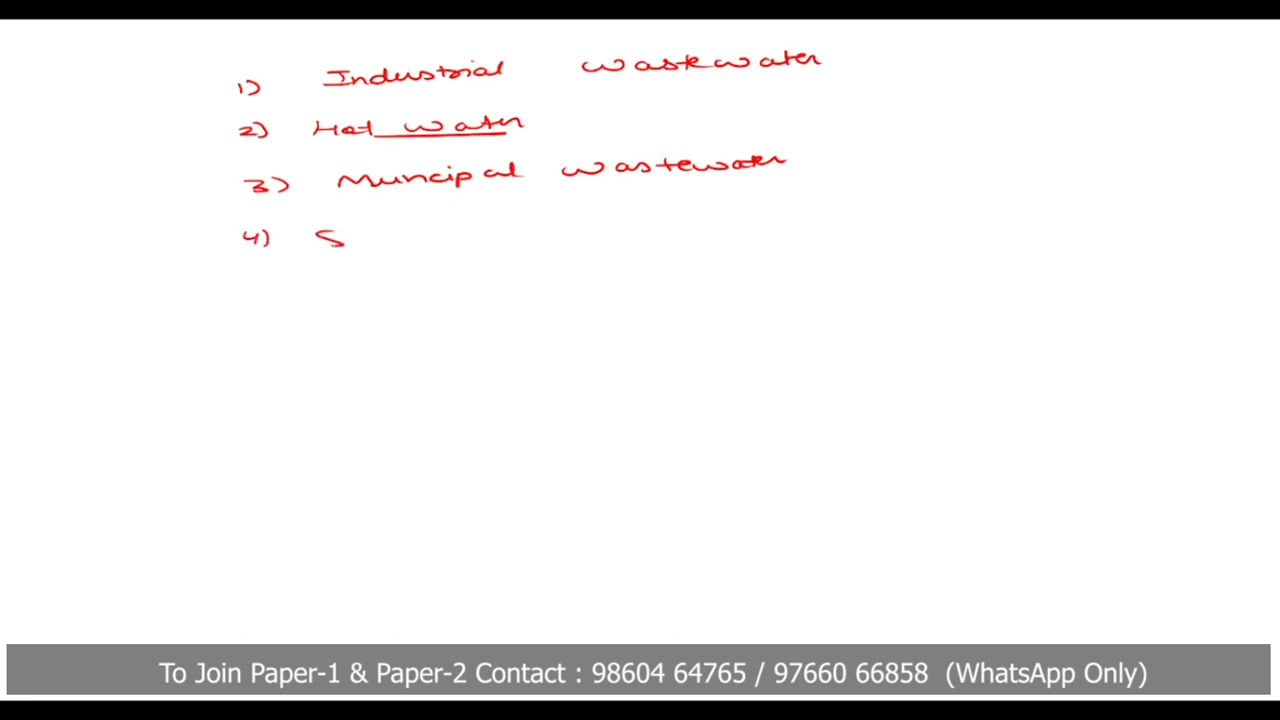 1) Industrial wastewater
2) Hot water
3) Muncipal wastewater
4) S
To Join Paper-1 & Paper-2 Contact : 98604 64765 / 97660 66858 (WhatsApp Only)